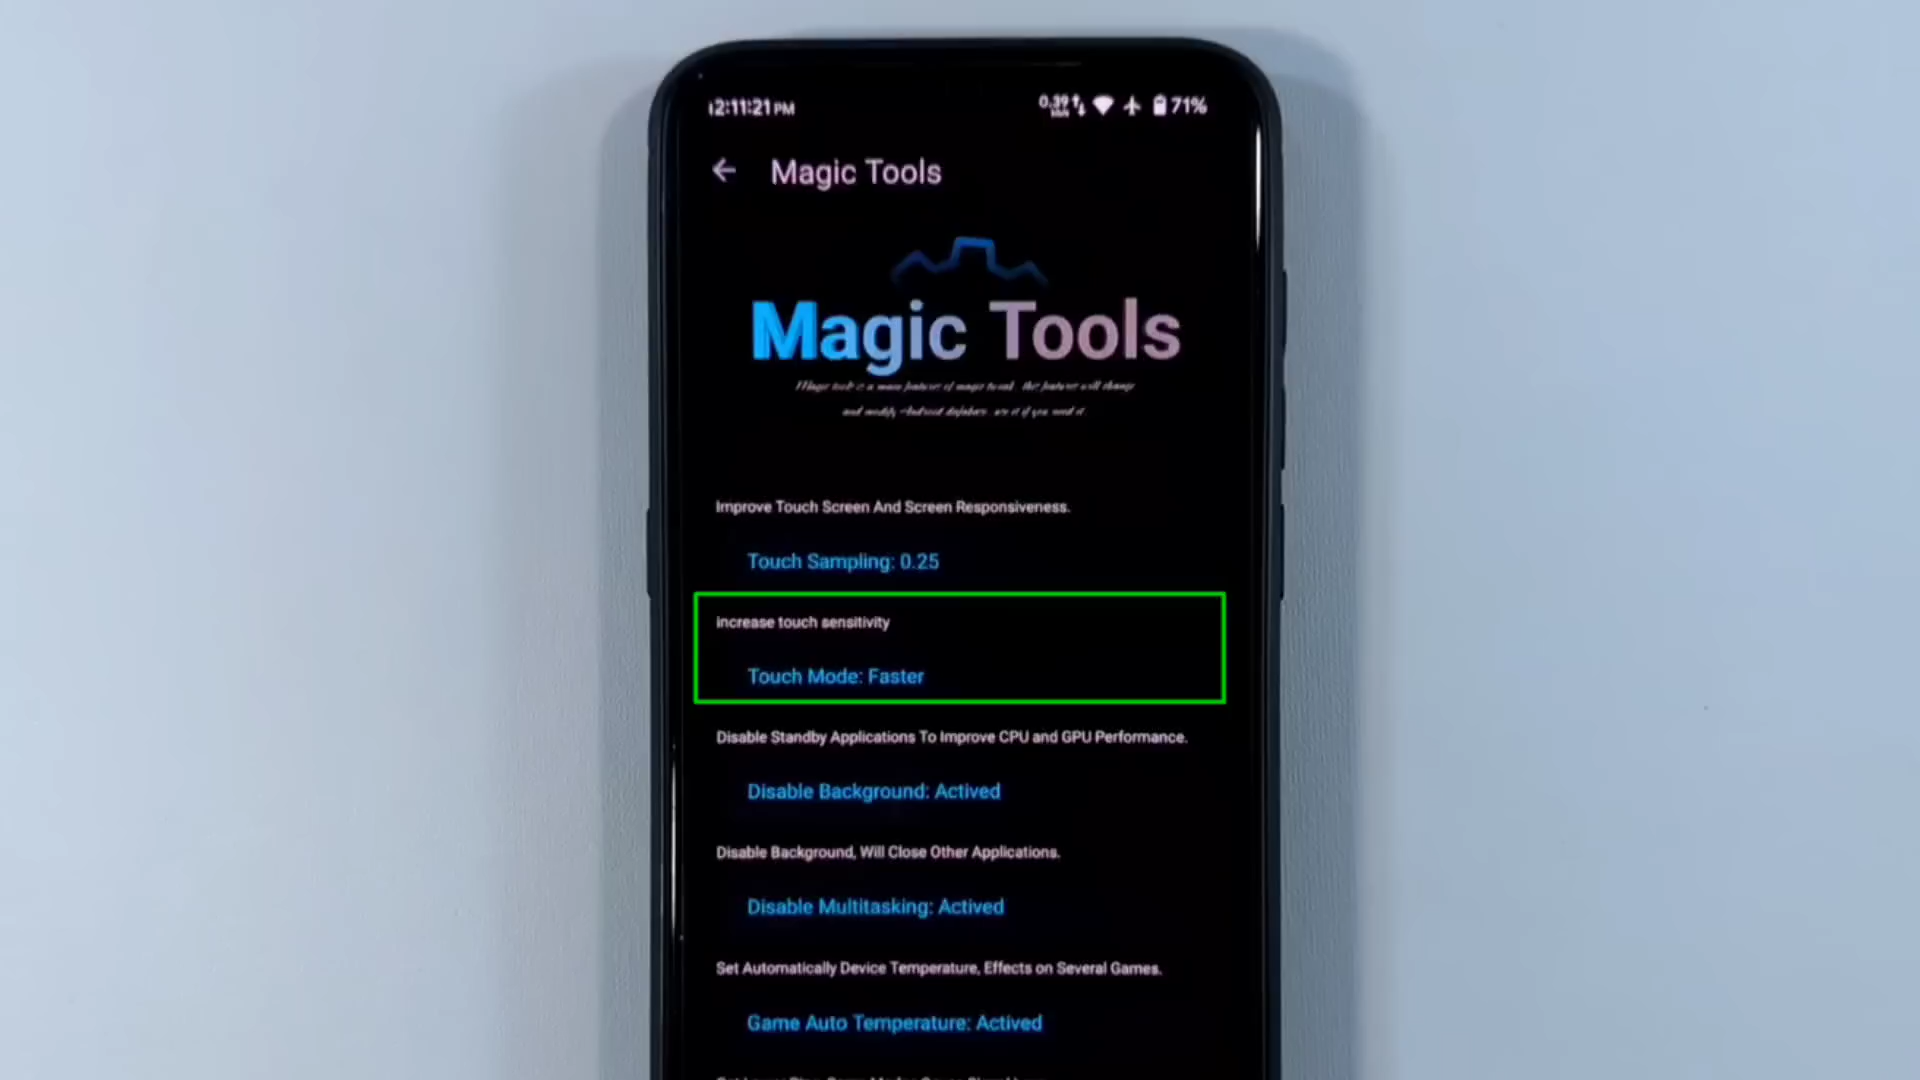 12:11:21 PM
0.39 71%
Magic Tools
Magic Tools
Improve Touch Screen And Screen Responsiveness.
Touch Sampling: 0.25
increase touch sensitivity
Touch Mode: Faster
Disable Standby Applications To Improve CPU and GPU Performance.
Disable Background: Actived
Disable Background, Will Close Other Applications.
Disable Multitasking: Actived
Set Automatically Device Temperature, Effects on Several Games.
Game Auto Temperature: Actived